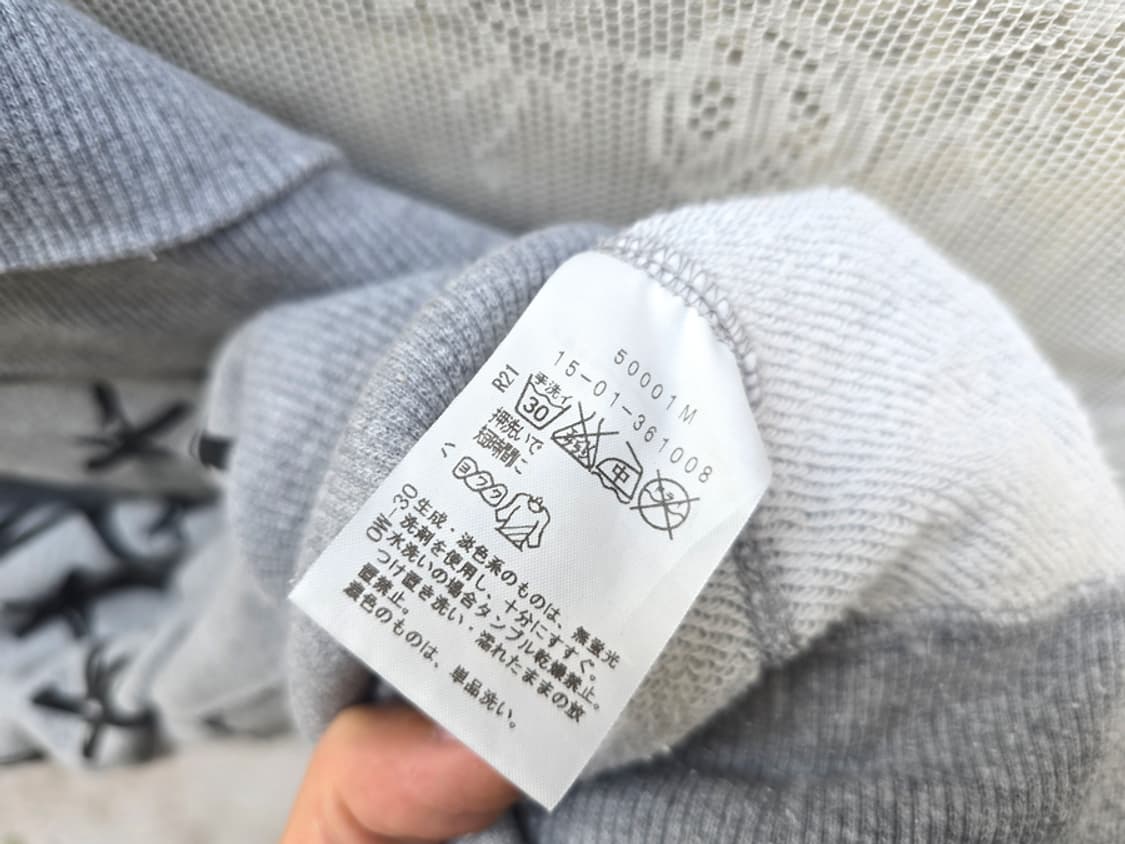 50001M
15-01-361008
R21
手洗イ
30
中
押洗いで
短時間に
ヨワク
OM-30
生成・淡色系のものは、無蛍光
洗剤を使用し、十分にすすぐ。
水洗いの場合タンブル乾燥禁止。
つけ置き洗い・濡れたままの放
置禁止。
濃色のものは、単品洗い。